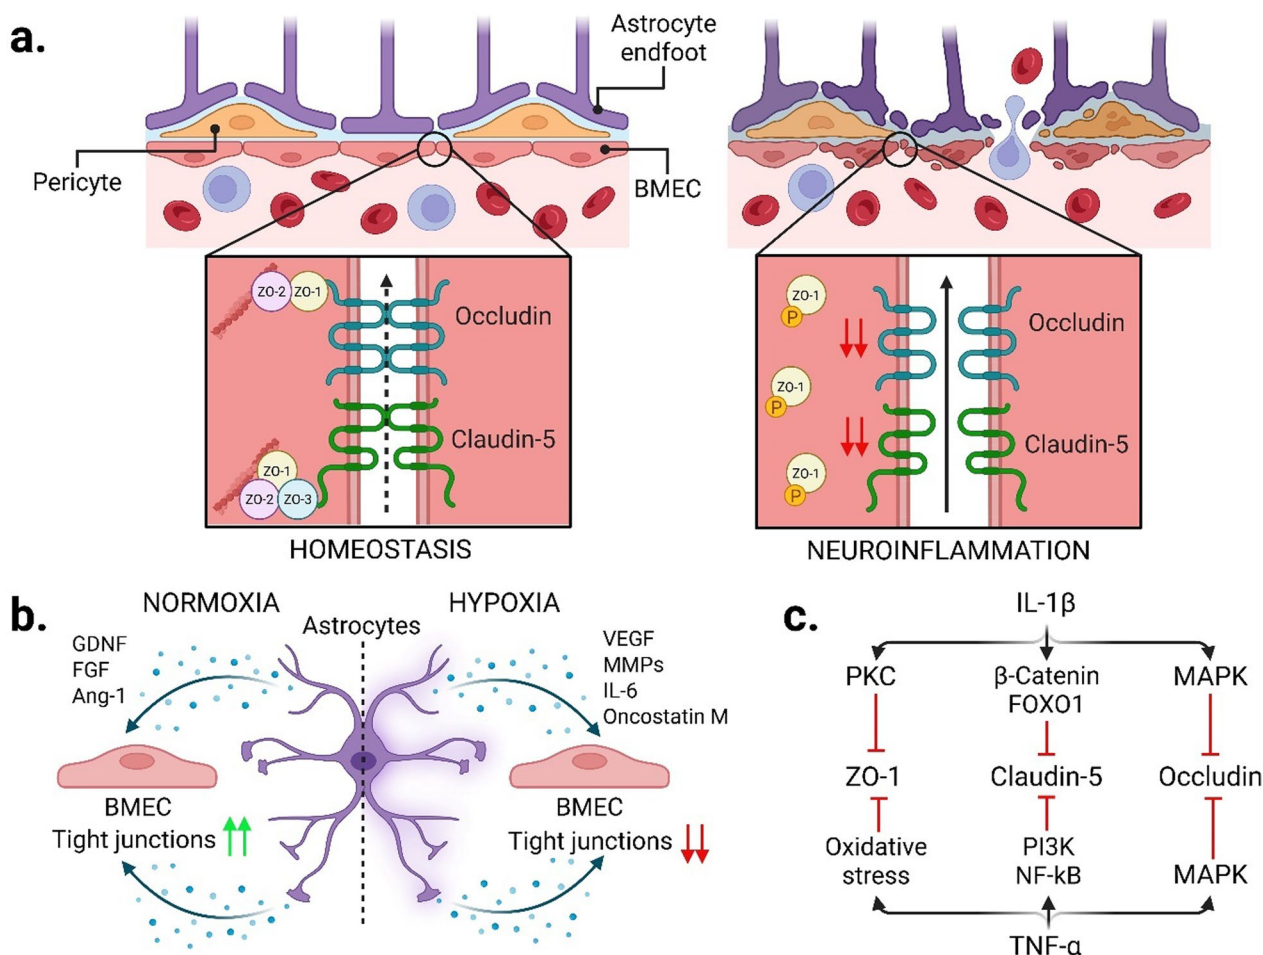 a.
Astrocyte
endfoot
Pericyte
BMEC
ZO-2
ZO-1
Occludin
Claudin-5
ZO-1
ZO-2
ZO-3
HOMEOSTASIS
ZO-1
P
Occludin
ZO-1
P
Claudin-5
ZO-1
P
NEUROINFLAMMATION
b.
NORMOXIA
HYPOXIA
Astrocytes
GDNF
FGF
Ang-1
VEGF
MMPs
IL-6
Oncostatin M
BMEC
Tight junctions
BMEC
Tight junctions
c.
IL-1β
PKC
β-Catenin
FOXO1
MAPK
ZO-1
Claudin-5
Occludin
Oxidative
stress
PI3K
NF-kB
MAPK
TNF-α